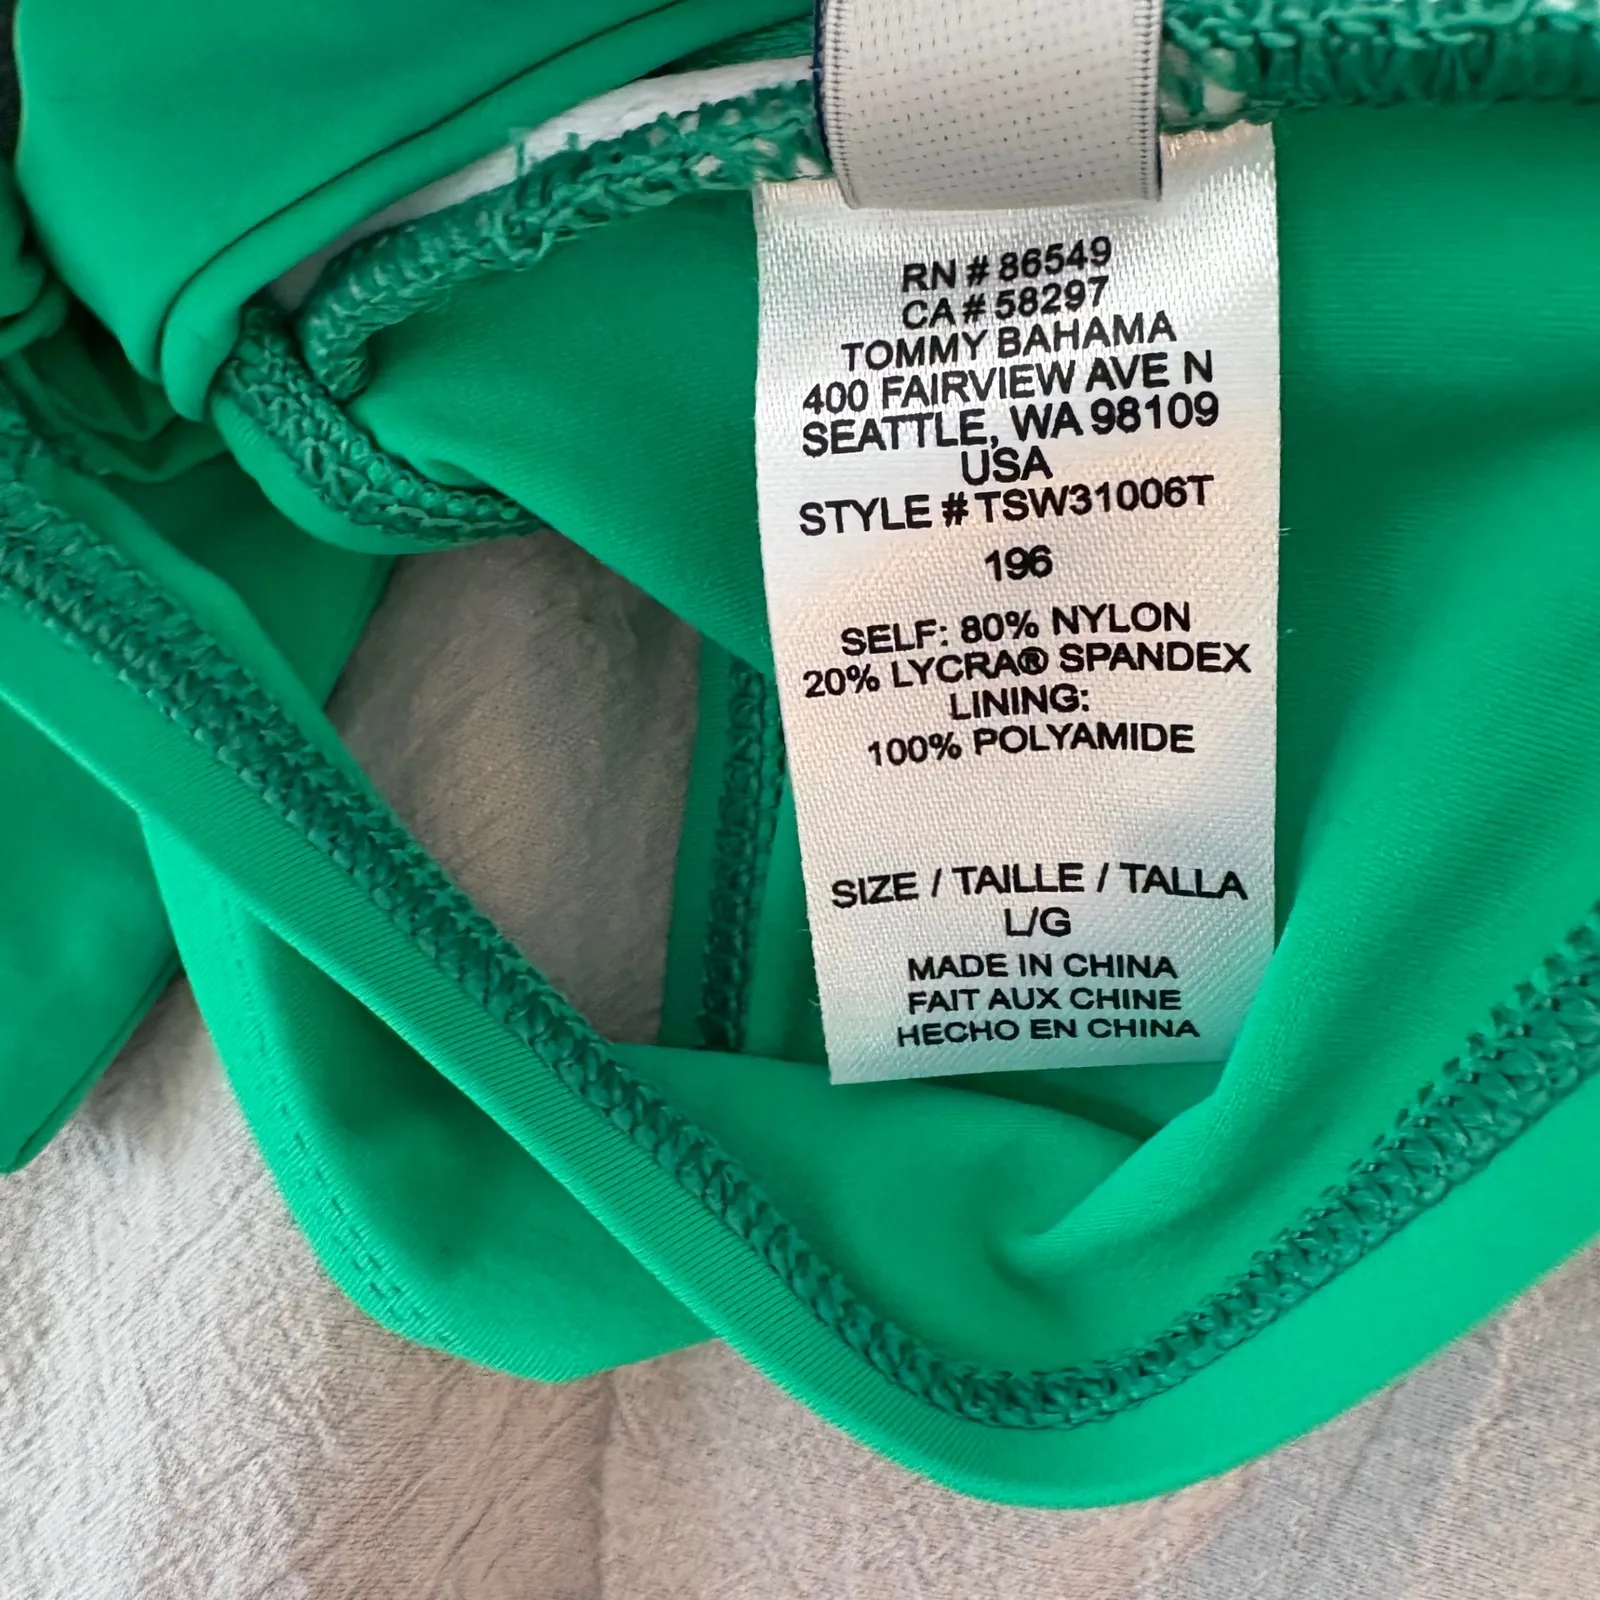 RN # 86549
CA # 58297
TOMMY BAHAMA
400 FAIRVIEW AVE N
SEATTLE, WA 98109
USA
STYLE # TSW31006T
196
SELF: 80% NYLON
20% LYCRA® SPANDEX
LINING:
100% POLYAMIDE
SIZE / TAILLE / TALLA
L/G
MADE IN CHINA
FAIT AUX CHINE
HECHO EN CHINA